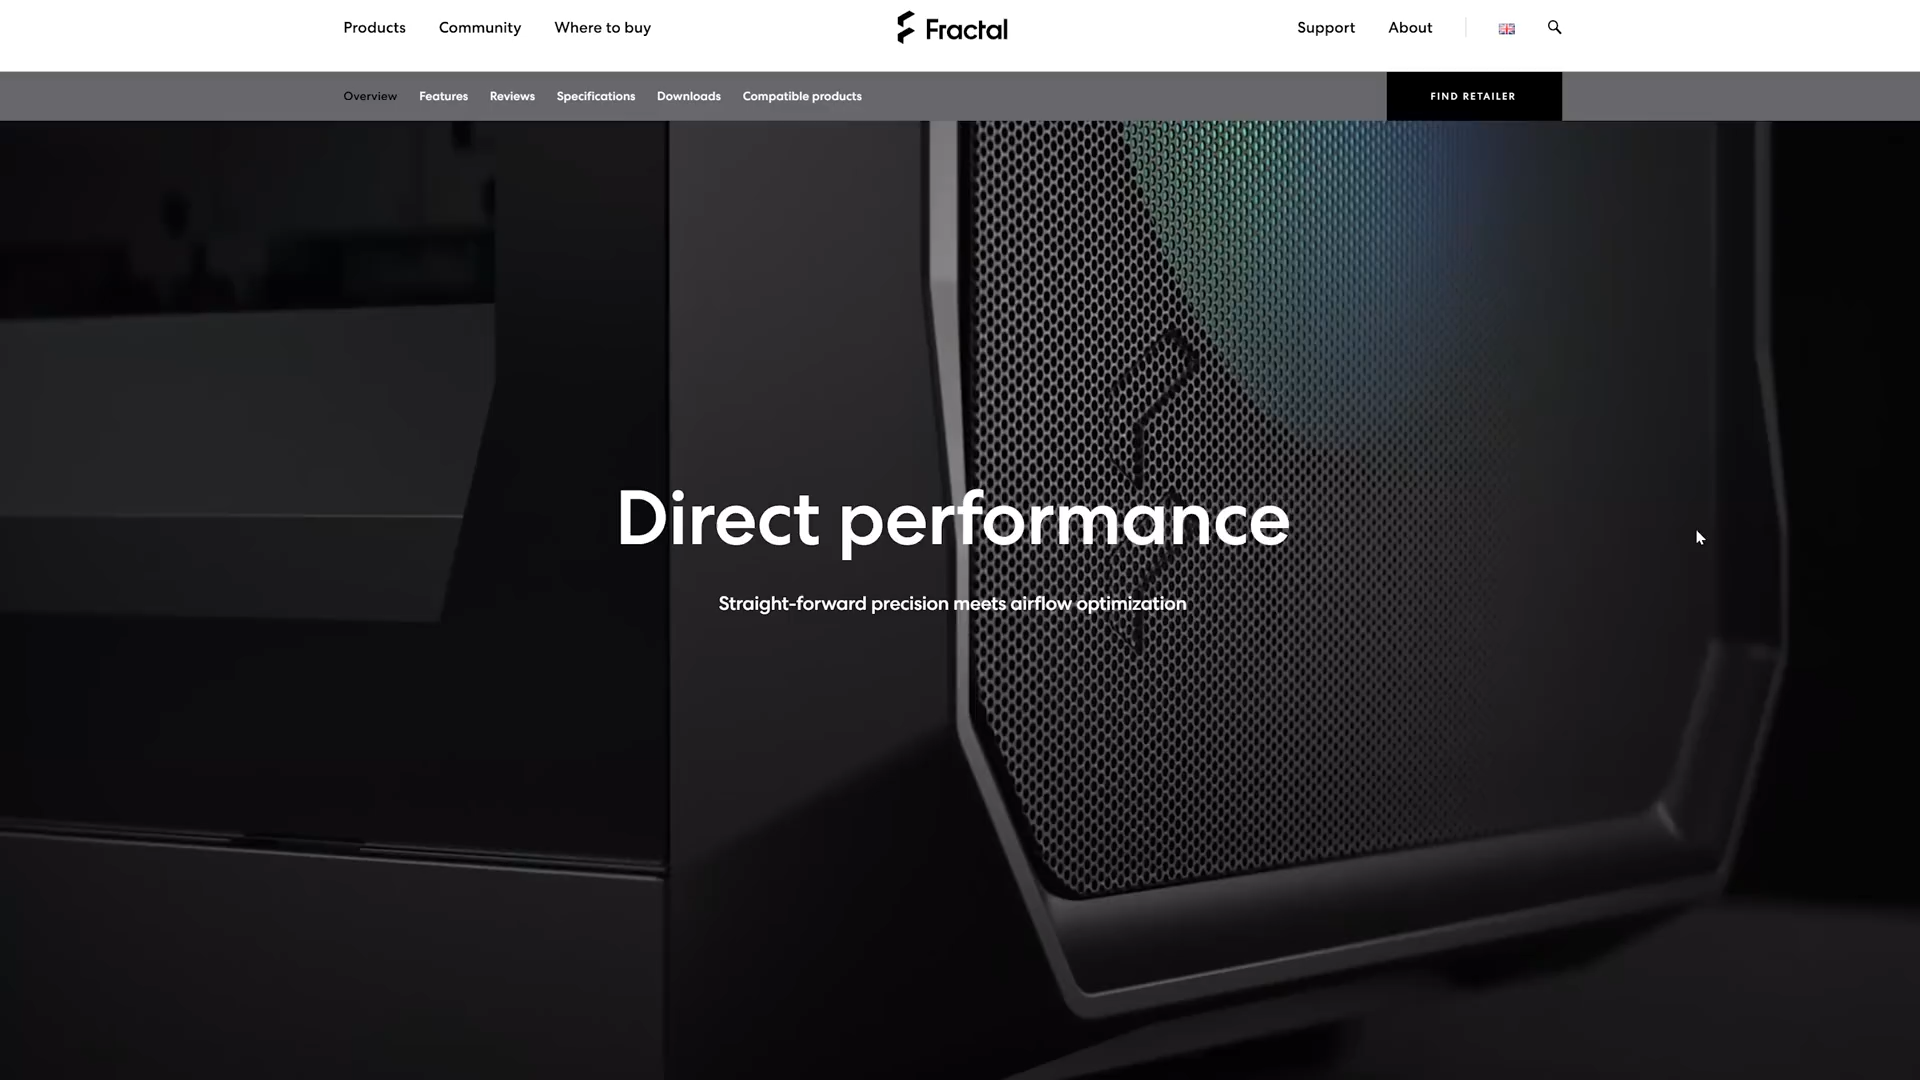 Products Community Where to buy Fractal Support About
Overview Features Reviews Specifications Downloads Compatible products FIND RETAILER
Direct performance
Straight-forward precision meets airflow optimization